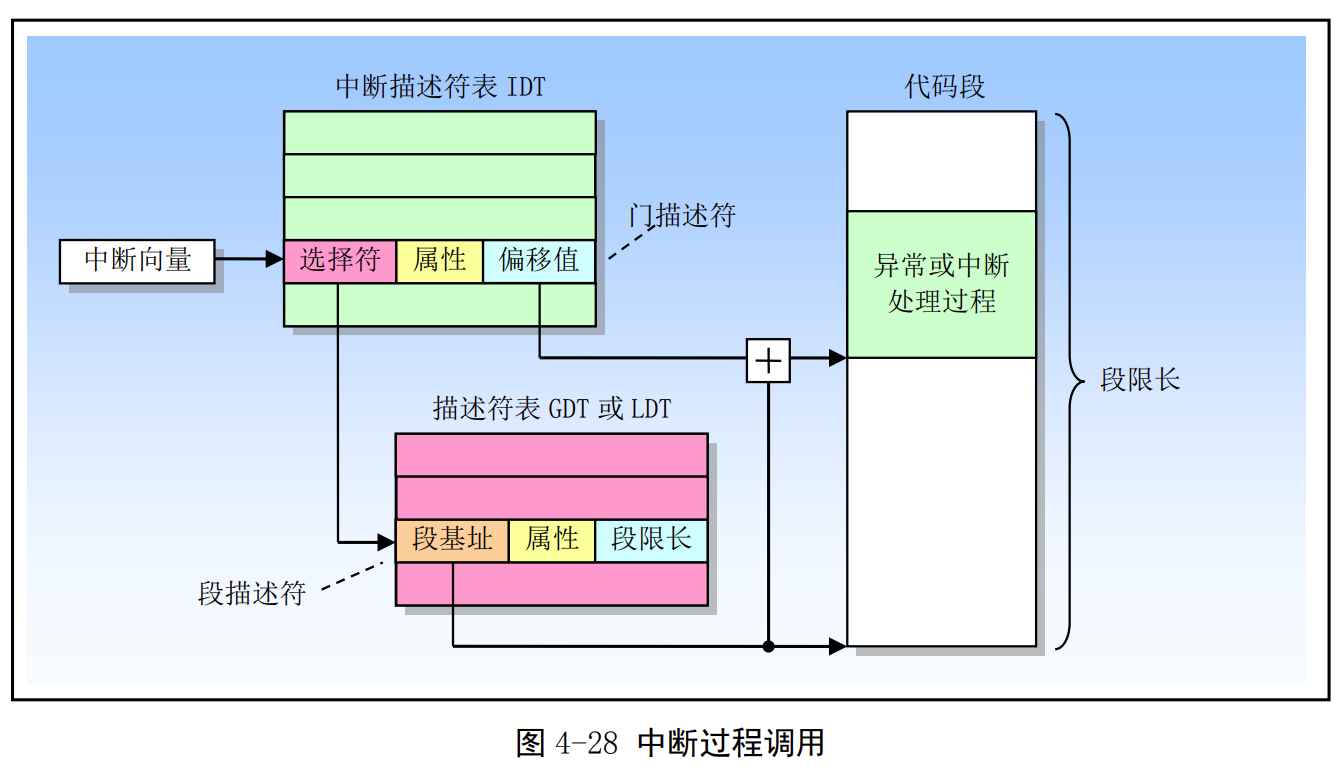 中断描述符表 IDT
代码段
门描述符
中断向量
选择符
属性
偏移值
异常或中断
处理过程
+
段限长
描述符表 GDT 或 LDT
段基址
属性
段限长
段描述符
图 4-28 中断过程调用